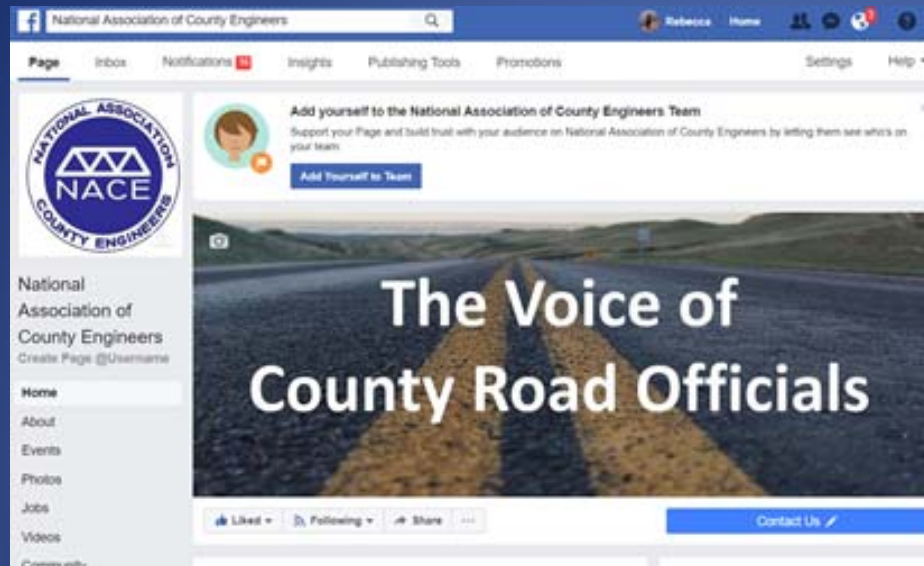 f National Association of County Engineers
Rebecca Home
Page Inbox Notifications Insights Publishing Tools Promotions Settings Help
NATIONAL ASSOCIATION
NACE
COUNTY ENGINEERS
Add yourself to the National Association of County Engineers Team
Support your Page and build trust with your audience on National Association of County Engineers by letting them see who's on
your team.
Add Yourself to Team
The Voice of
County Road Officials
National
Association of
County Engineers
Create Page @Username
Home
About
Events
Photos
Jobs
Videos
Community
Liked Following Share
Contact Us